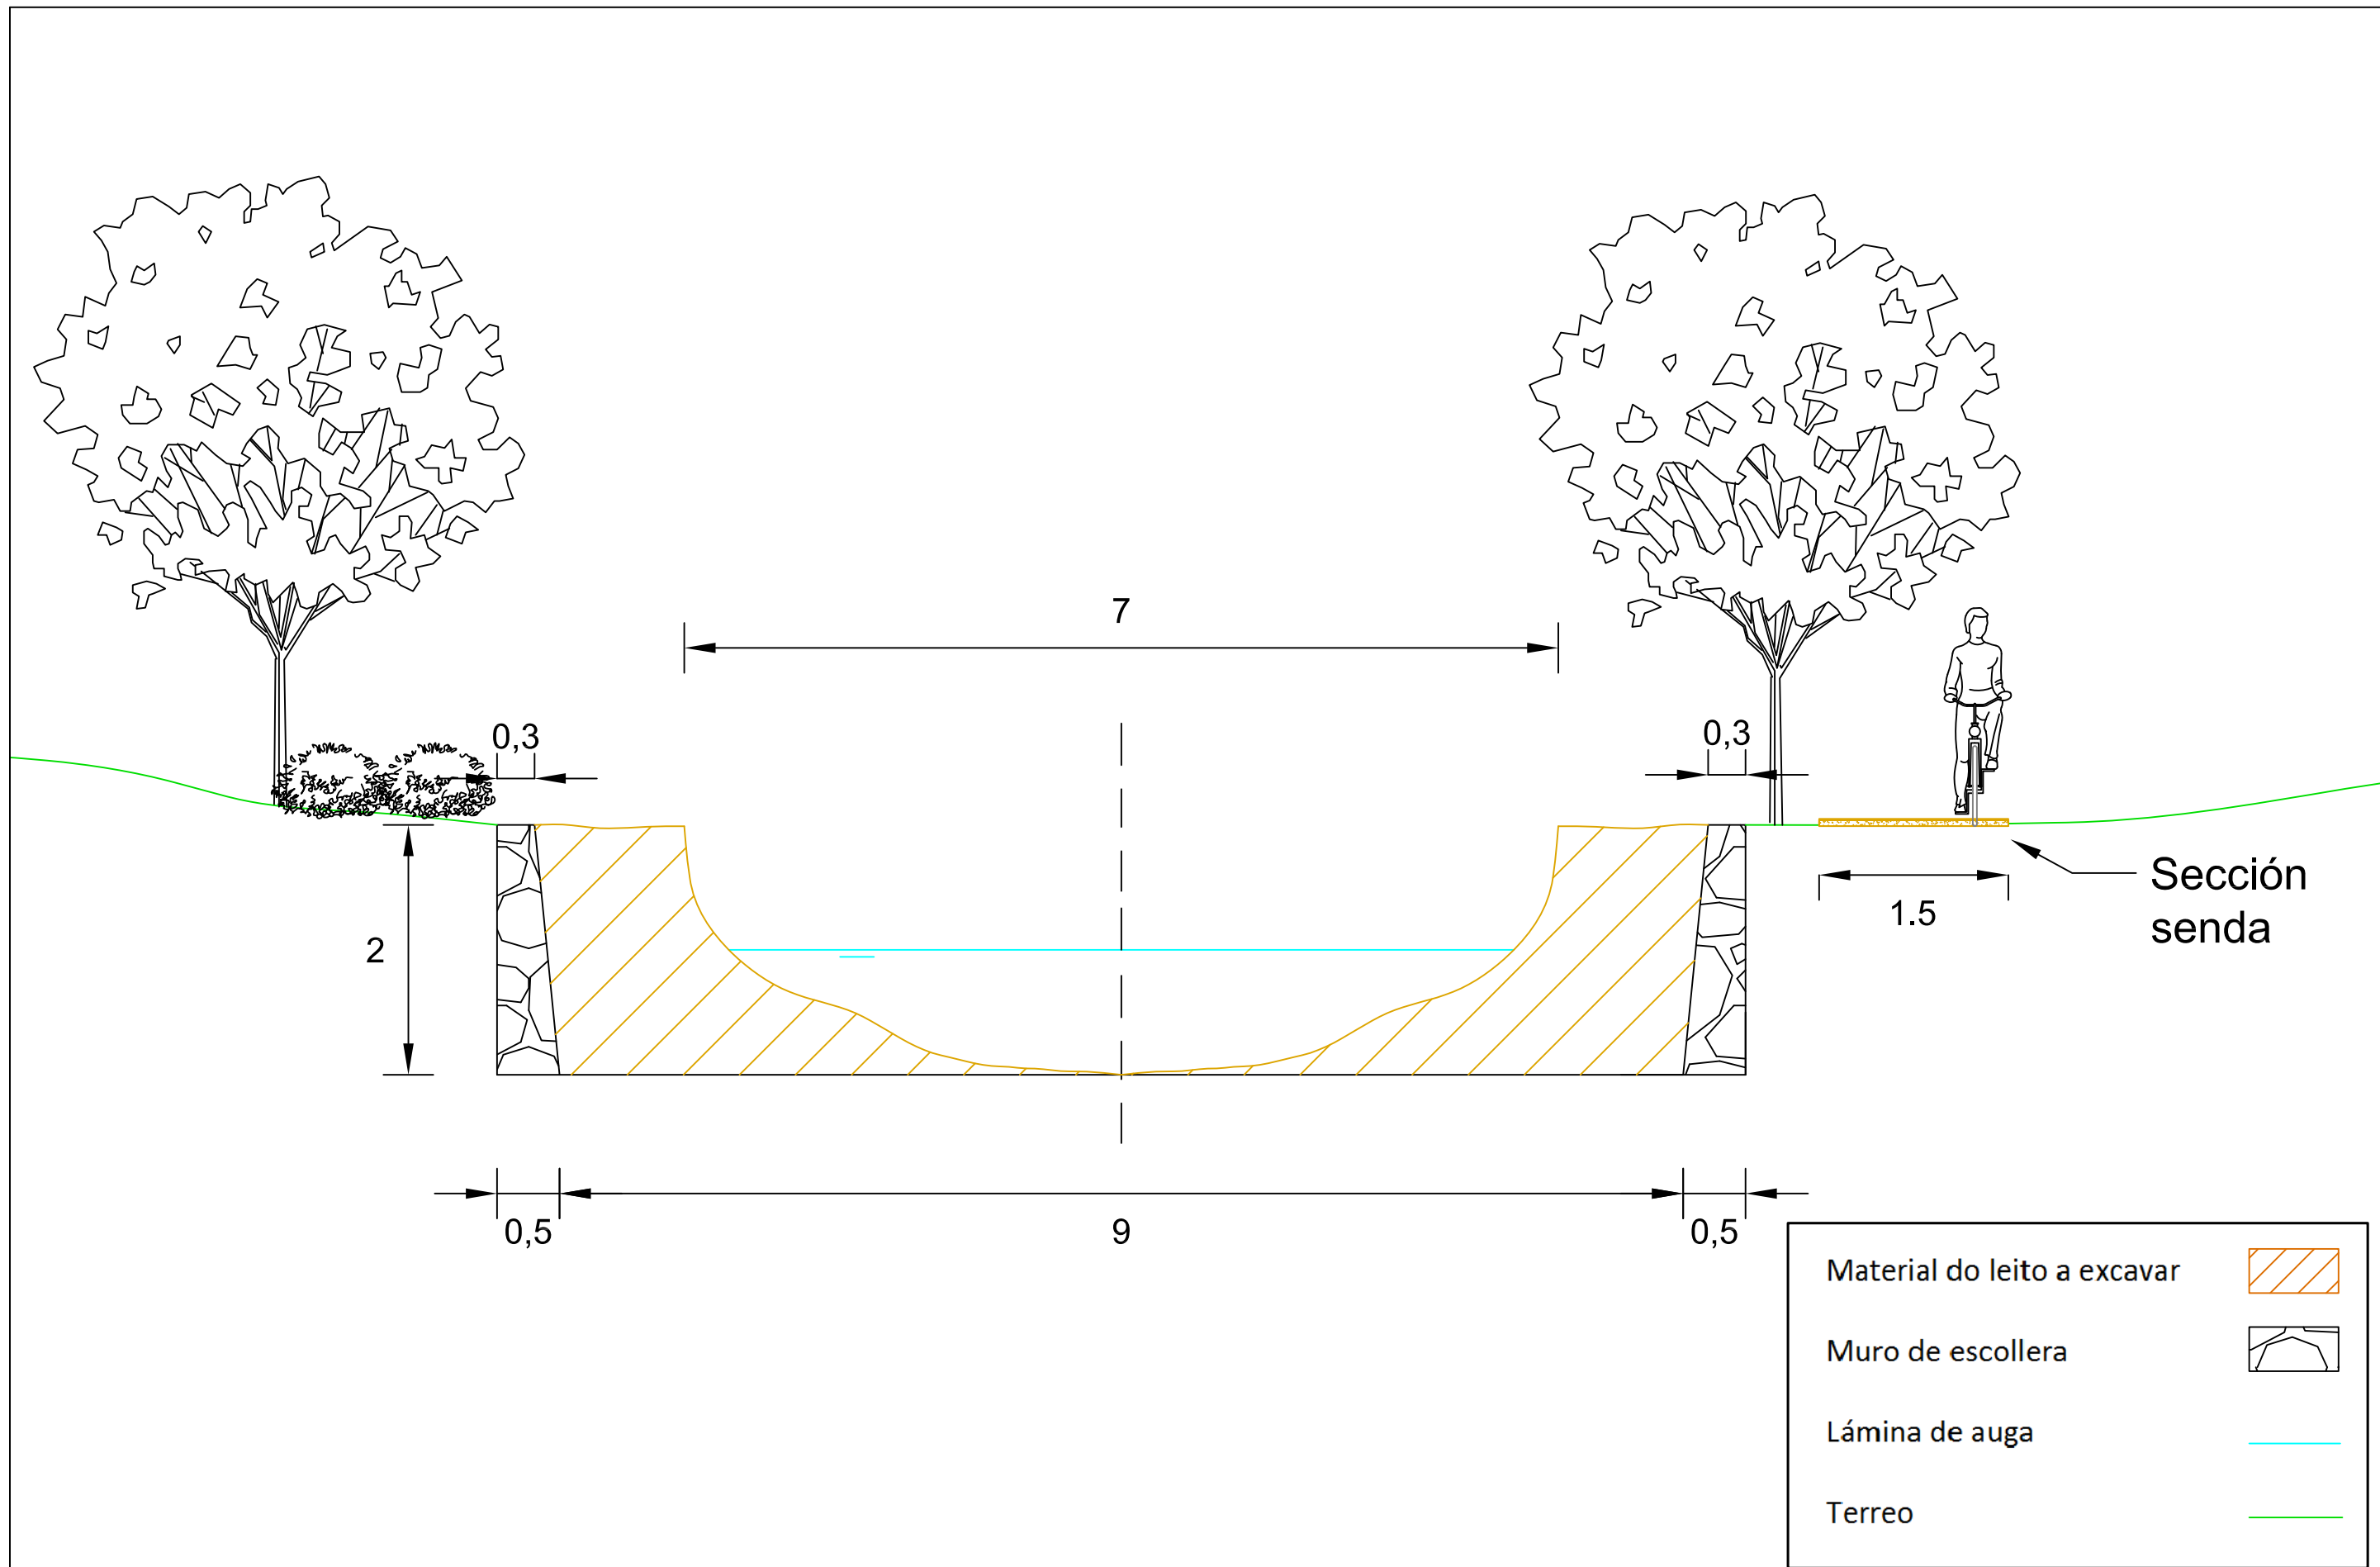 7
0,3
0,3
2
1.5
Sección
senda
0,5
9
0,5
Material do leito a excavar
Muro de escollera
Lámina de auga
Terreo